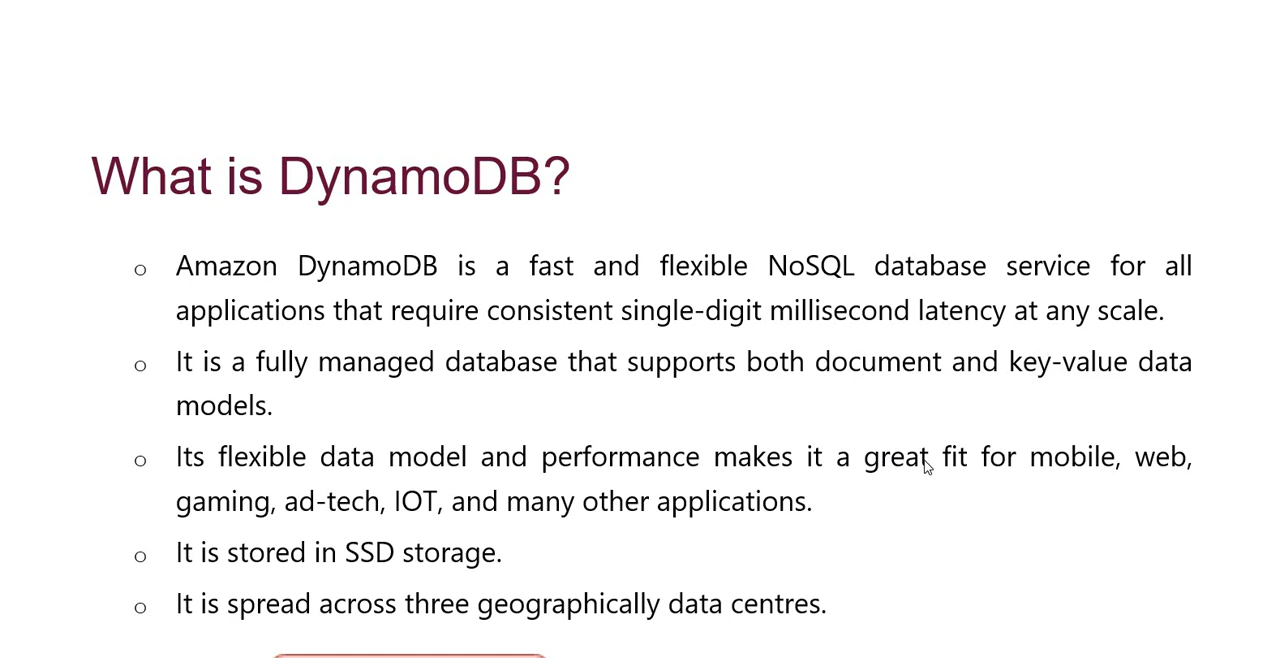 What is DynamoDB?
Amazon DynamoDB is a fast and flexible NoSQL database service for all
applications that require consistent single-digit millisecond latency at any scale.
It is a fully managed database that supports both document and key-value data
models.
Its flexible data model and performance makes it a great fit for mobile, web,
gaming, ad-tech, IOT, and many other applications.
It is stored in SSD storage.
It is spread across three geographically data centres.